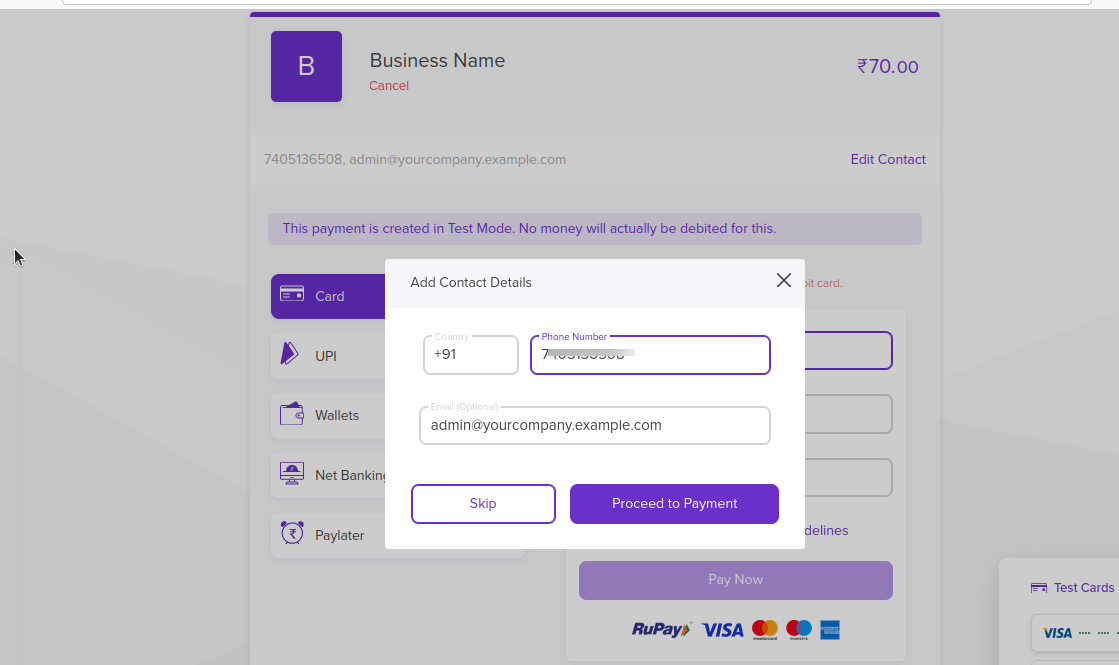 B
Business Name
Cancel
₹70.00
7405136508, admin@yourcompany.example.com
Edit Contact
This payment is created in Test Mode. No money will actually be debited for this.
Add Contact Details
card.
Card
Country
+91
Phone Number
UPI
Email (Optional)
admin@yourcompany.example.com
Wallets
Net Banking
Skip
Proceed to Payment
Paylater
Pay Now
Test Cards
RuPay
VISA
mastercard
maestro
VISA